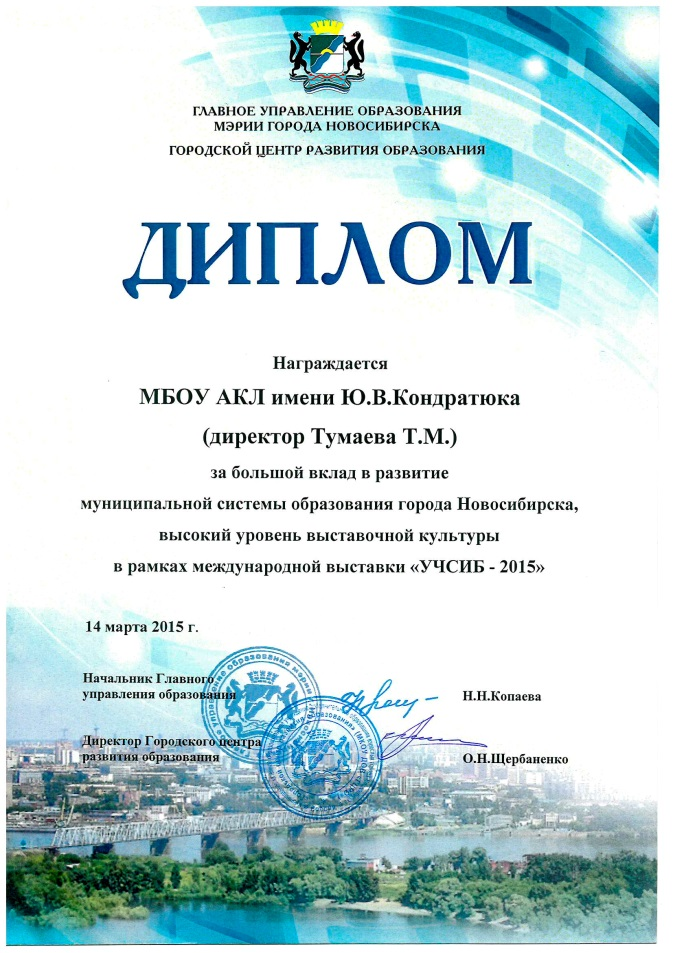 ГЛАВНОЕ УПРАВЛЕНИЕ ОБРАЗОВАНИЯ
МЭРИИ ГОРОДА НОВОСИБИРСКА
ГОРОДСКОЙ ЦЕНТР РАЗВИТИЯ ОБРАЗОВАНИЯ
ДИПЛОМ
Награждается
МБОУ АКЛ имени Ю.В.Кондратюка
(директор Тумаева Т.М.)
за большой вклад в развитие
муниципальной системы образования города Новосибирска,
высокий уровень выставочной культуры
в рамках международной выставки «УЧСИБ - 2015»
14 марта 2015 г.
Начальник Главного
управления образования
Н.Н.Копаева
Директор Городского центра
развития образования
О.Н.Щербаненко